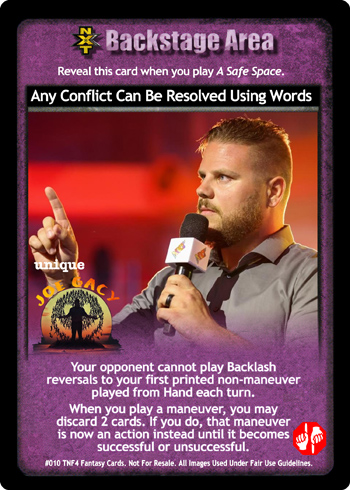 NXT
Backstage Area
Reveal this card when you play A Safe Space.
Any Conflict Can Be Resolved Using Words
unique
JOE GACY
Your opponent cannot play Backlash
reversals to your first printed non-maneuver
played from Hand each turn.
When you play a maneuver, you may
discard 2 cards. If you do, that maneuver
is now an action instead until it becomes
successful or unsuccessful.
#010 TNF4 Fantasy Cards. Not For Resale. All Images Used Under Fair Use Guidelines.